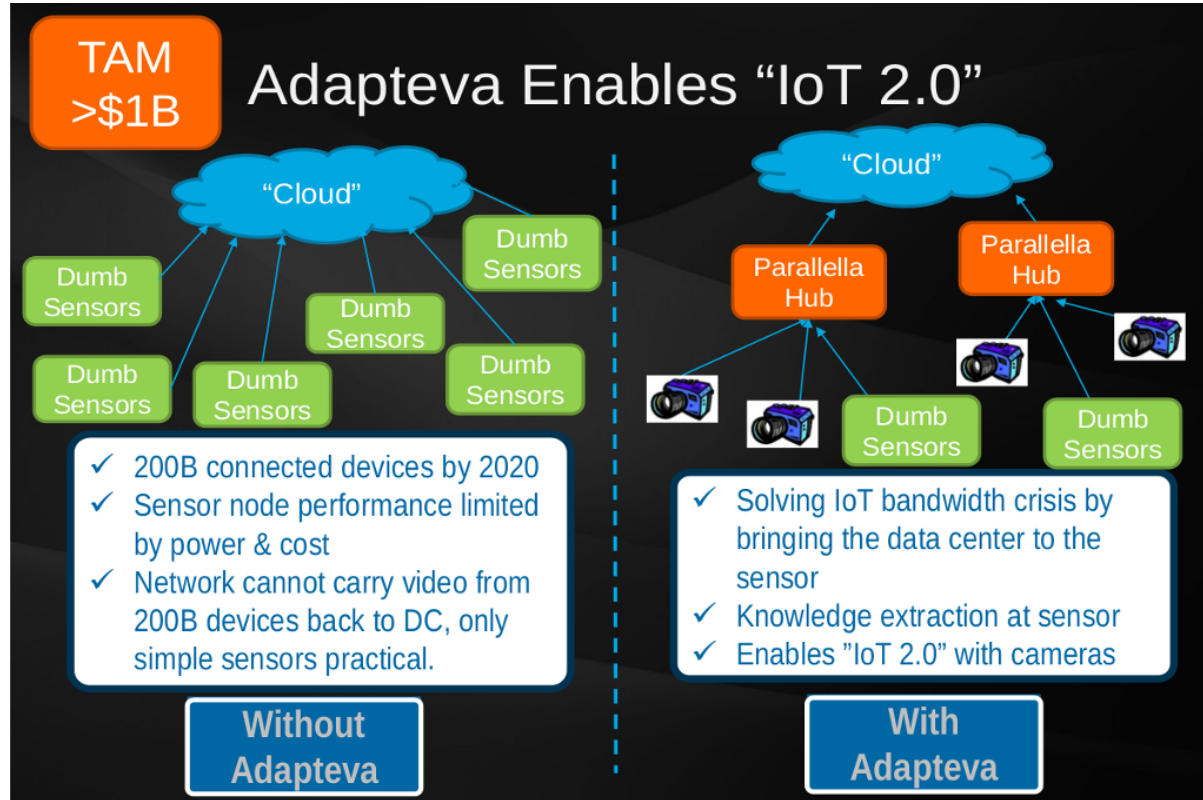 TAM
>$1B
Adapteva Enables “IoT 2.0”
“Cloud”
Dumb
Sensors
Dumb
Sensors
Dumb
Sensors
Dumb
Sensors
Dumb
Sensors
Dumb
Sensors
✓ 200B connected devices by 2020
✓ Sensor node performance limited
by power & cost
✓ Network cannot carry video from
200B devices back to DC, only
simple sensors practical.
Without
Adapteva
“Cloud”
Parallella
Hub
Parallella
Hub
Dumb
Sensors
Dumb
Sensors
✓ Solving IoT bandwidth crisis by
bringing the data center to the
sensor
✓ Knowledge extraction at sensor
✓ Enables ”IoT 2.0” with cameras
With
Adapteva